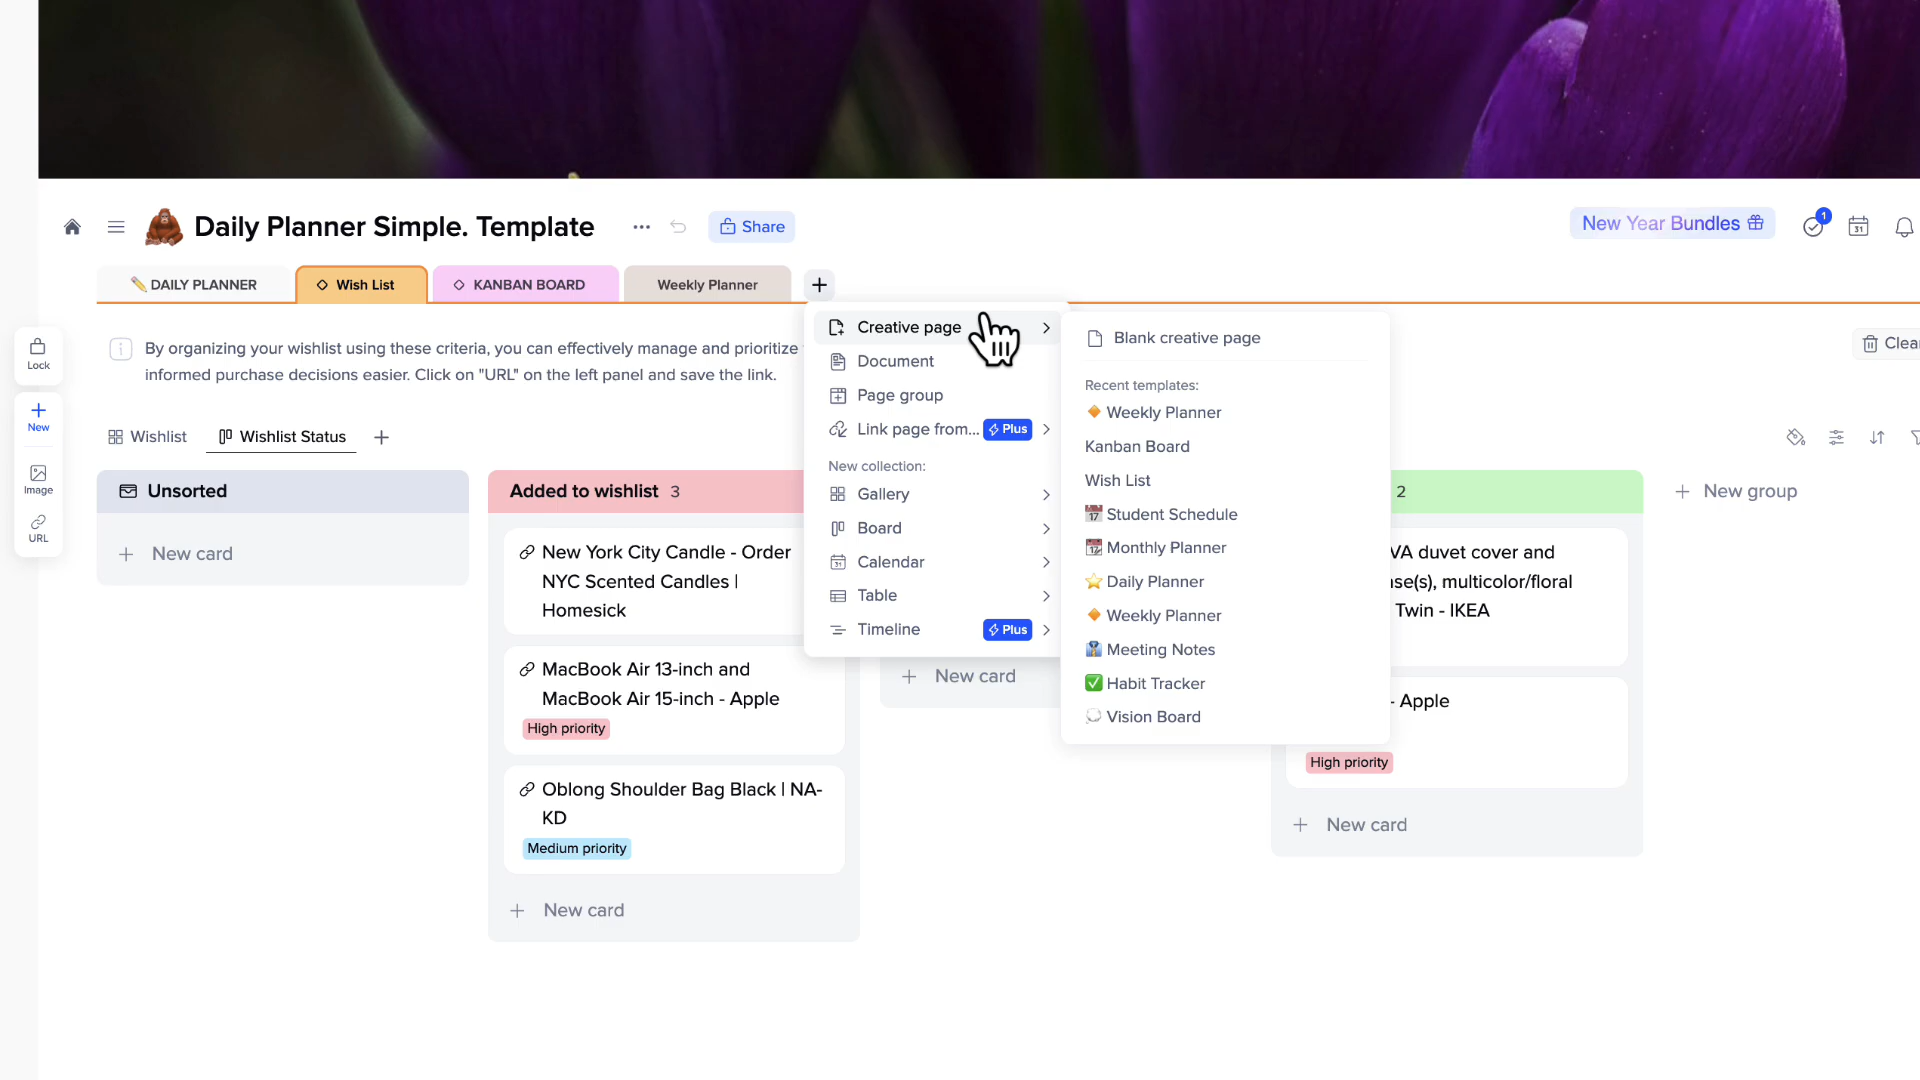 Daily Planner Simple. Template
Share
New Year Bundles
1
31
DAILY PLANNER
Wish List
KANBAN BOARD
Weekly Planner
Lock
New
Image
URL
By organizing your wishlist using these criteria, you can effectively manage and prioritize
informed purchase decisions easier. Click on "URL" on the left panel and save the link.
Wishlist
Wishlist Status
Creative page
Document
Page group
Link page from...
Plus
New collection:
Gallery
Board
Calendar
Table
Timeline
Plus
Blank creative page
Recent templates:
Weekly Planner
Kanban Board
Wish List
Student Schedule
Monthly Planner
Daily Planner
Weekly Planner
Meeting Notes
Habit Tracker
Vision Board
Unsorted
New card
Added to wishlist 3
New York City Candle - Order
NYC Scented Candles |
Homesick
MacBook Air 13-inch and
MacBook Air 15-inch - Apple
High priority
Oblong Shoulder Bag Black | NA-
KD
Medium priority
New card
New card
2
VA duvet cover and
se(s), multicolor/floral
Twin - IKEA
- Apple
High priority
New card
New group